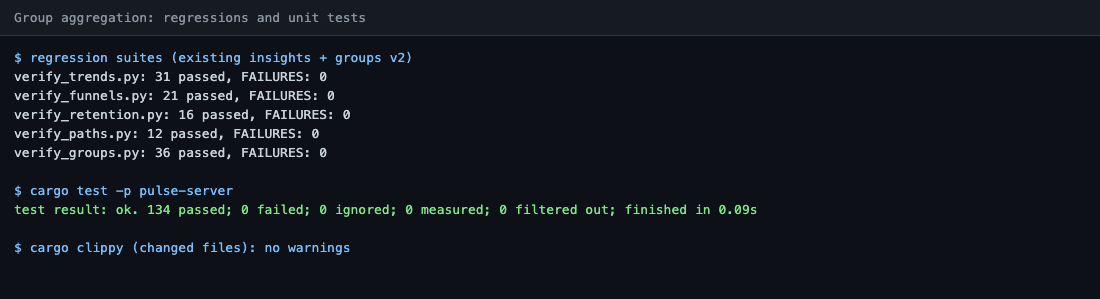 Group aggregation: regressions and unit tests
$ regression suites (existing insights + groups v2)
verify_trends.py: 31 passed, FAILURES: 0
verify_funnels.py: 21 passed, FAILURES: 0
verify_retention.py: 16 passed, FAILURES: 0
verify_paths.py: 12 passed, FAILURES: 0
verify_groups.py: 36 passed, FAILURES: 0
$ cargo test -p pulse-server
test result: ok. 134 passed; 0 failed; 0 ignored; 0 measured; 0 filtered out; finished in 0.09s
$ cargo clippy (changed files): no warnings